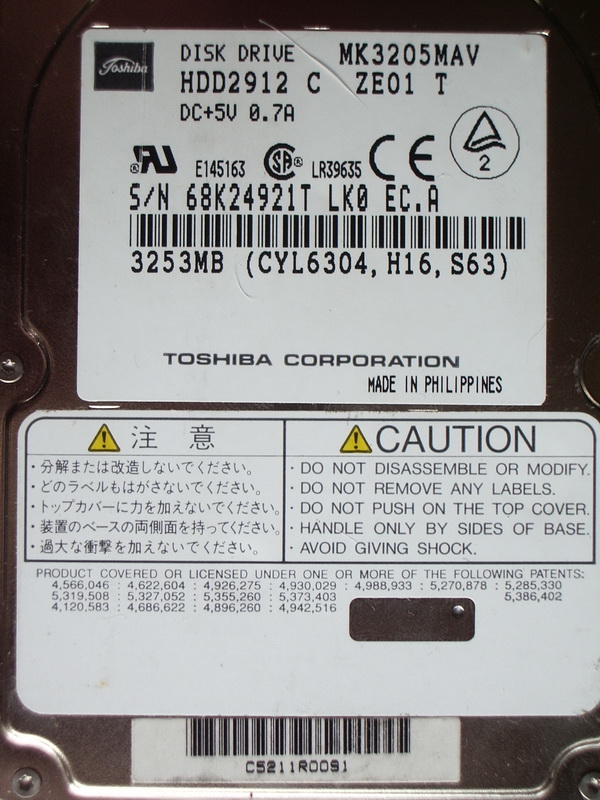 Toshiba
DISK DRIVE MK3205MAV
HDD2912 C ZE01 T
DC+5V 0.7A
E145163 SA LR39635 CE 2
S/N 68K24921T LK0 EC.A
3253MB (CYL6304,H16,S63)
TOSHIBA CORPORATION
MADE IN PHILIPPINES
注 意
・分解または改造しないでください。
・どのラベルもはがさないでください。
・トップカバーに力を加えないでください。
・装置のベースの両側面を持ってください。
・過大な衝撃を加えないでください。
CAUTION
· DO NOT DISASSEMBLE OR MODIFY.
· DO NOT REMOVE ANY LABELS.
· DO NOT PUSH ON THE TOP COVER.
· HANDLE ONLY BY SIDES OF BASE.
· AVOID GIVING SHOCK.
PRODUCT COVERED OR LICENSED UNDER ONE OR MORE OF THE FOLLOWING PATENTS:
4,566,046 : 4,622,604 : 4,926,275 : 4,930,029 : 4,988,933 : 5,270,878 : 5,285,330
5,319,508 : 5,327,052 : 5,355,260 : 5,373,403 5,386,402
4,120,583 : 4,686,622 : 4,896,260 : 4,942,516
C5211R00S1